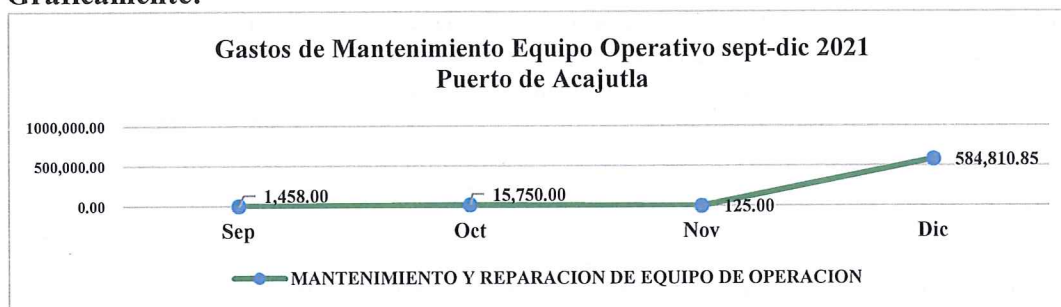 Graficamente:
Gastos de Mantenimiento Equipo Operativo sept-dic 2021
Puerto de Acajutla
1000,000.00
500,000.00
0.00
1,458.00
15,750.00
125.00
584,810.85
Sep
Oct
Nov
Dic
MANTENIMIENTO Y REPARACION DE EQUIPO DE OPERACION